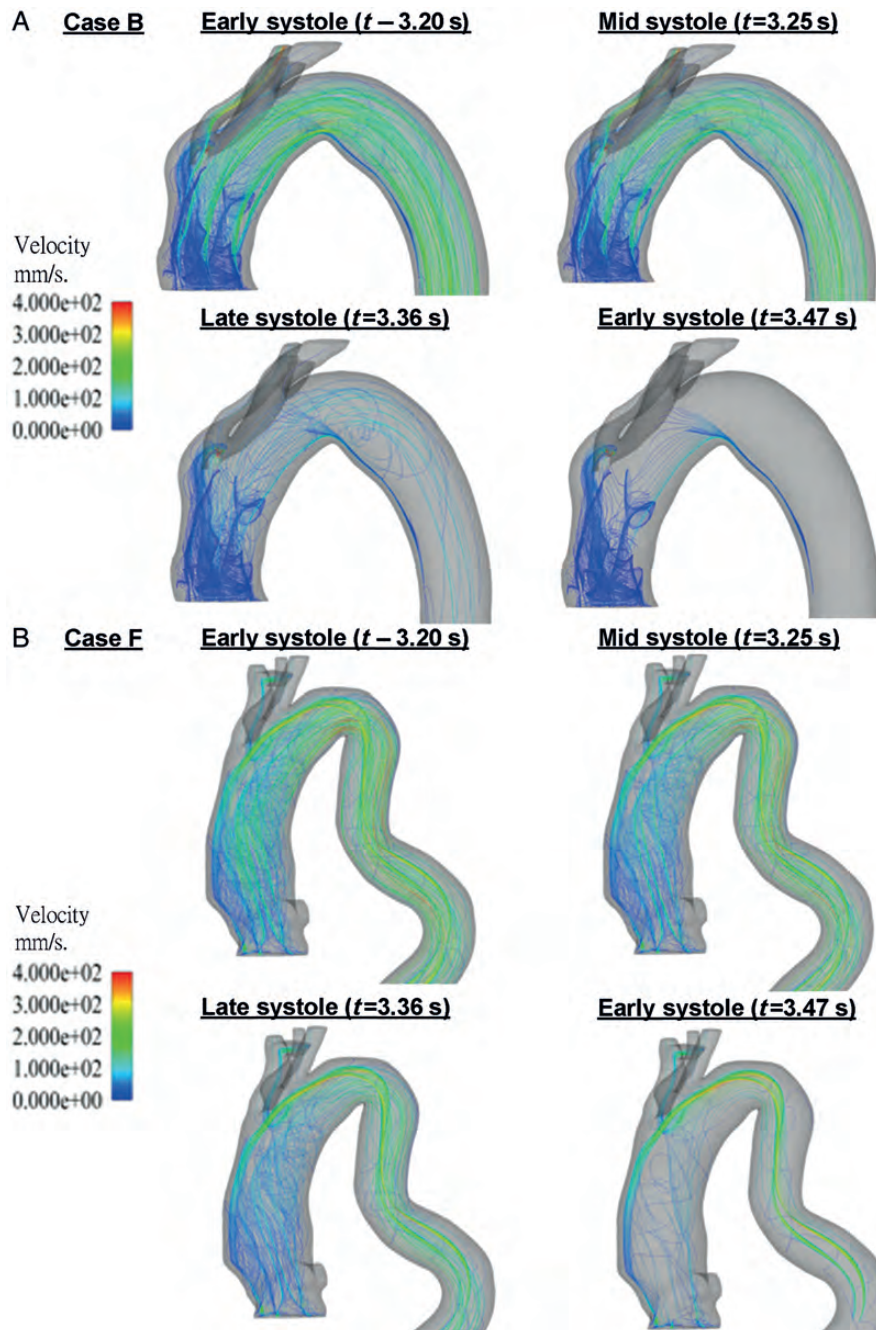 A Case B Early systole (t – 3.20 s) Mid systole (t=3.25 s)
Velocity
mm/s.
4.000e+02
3.000e+02
2.000e+02
1.000e+02
0.000e+00
Late systole (t=3.36 s) Early systole (t=3.47 s)
B Case F Early systole (t – 3.20 s) Mid systole (t=3.25 s)
Velocity
mm/s.
4.000e+02
3.000e+02
2.000e+02
1.000e+02
0.000e+00
Late systole (t=3.36 s) Early systole (t=3.47 s)